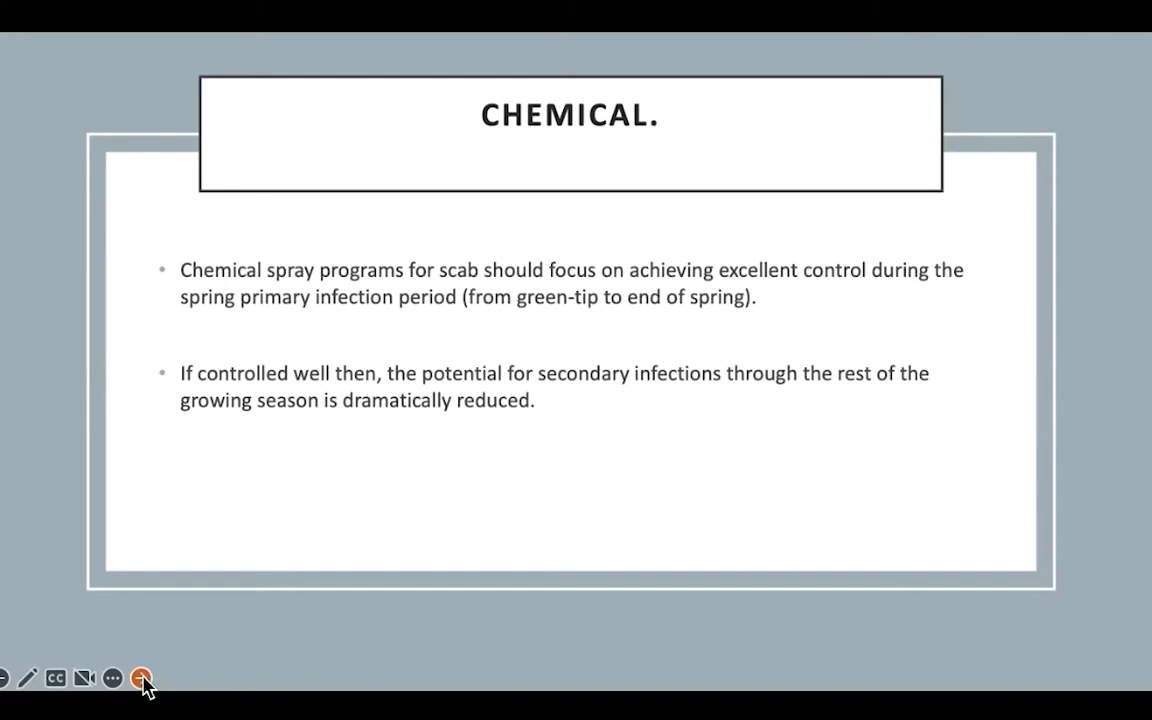 CHEMICAL.
• Chemical spray programs for scab should focus on achieving excellent control during the
spring primary infection period (from green-tip to end of spring).
• If controlled well then, the potential for secondary infections through the rest of the
growing season is dramatically reduced.
CC